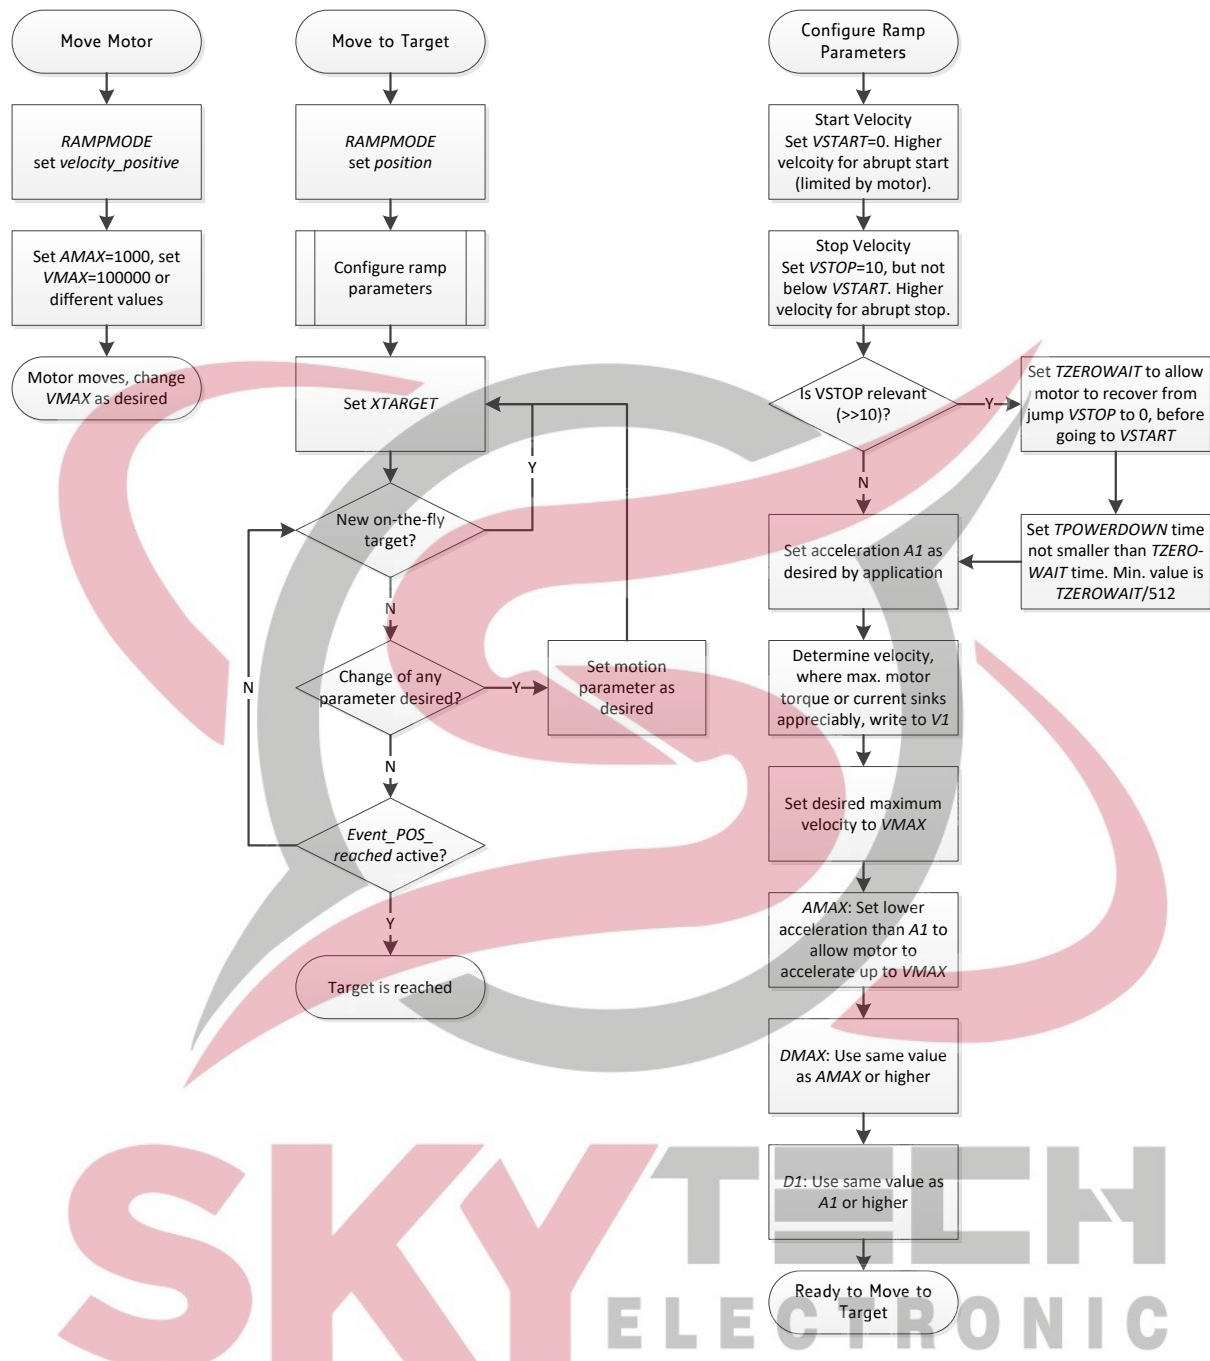 Move Motor
RAMPMODE
set velocity_positive
Set AMAX=1000, set
VMAX=100000 or
different values
Motor moves, change
VMAX as desired
Move to Target
RAMPMODE
set position
Configure ramp
parameters
Set XTARGET
New on-the-fly
target?
Y
N
Change of any
parameter desired?
Y
Set motion
parameter as
desired
N
N
Event_POS_
reached active?
Y
Target is reached
Configure Ramp
Parameters
Start Velocity
Set VSTART=0. Higher
velcoity for abrupt start
(limited by motor).
Stop Velocity
Set VSTOP=10, but not
below VSTART. Higher
velocity for abrupt stop.
Is VSTOP relevant
(>>10)?
Y
Set TZEROWAIT to allow
motor to recover from
jump VSTOP to 0, before
going to VSTART
N
Set TPOWERDOWN time
not smaller than TZERO-
WAIT time. Min. value is
TZEROWAIT/512
Set acceleration A1 as
desired by application
Determine velocity,
where max. motor
torque or current sinks
appreciably, write to V1
Set desired maximum
velocity to VMAX
AMAX: Set lower
acceleration than A1 to
allow motor to
accelerate up to VMAX
DMAX: Use same value
as AMAX or higher
D1: Use same value as
A1 or higher
Ready to Move to
Target
SKYTECH
ELECTRONIC